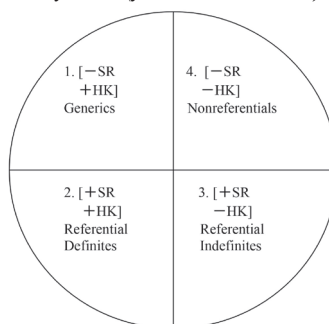 1. [−SR
+HK]
Generics
4. [−SR
−HK]
Nonreferentials
2. [+SR
+HK]
Referential
Definites
3. [+SR
−HK]
Referential
Indefinites